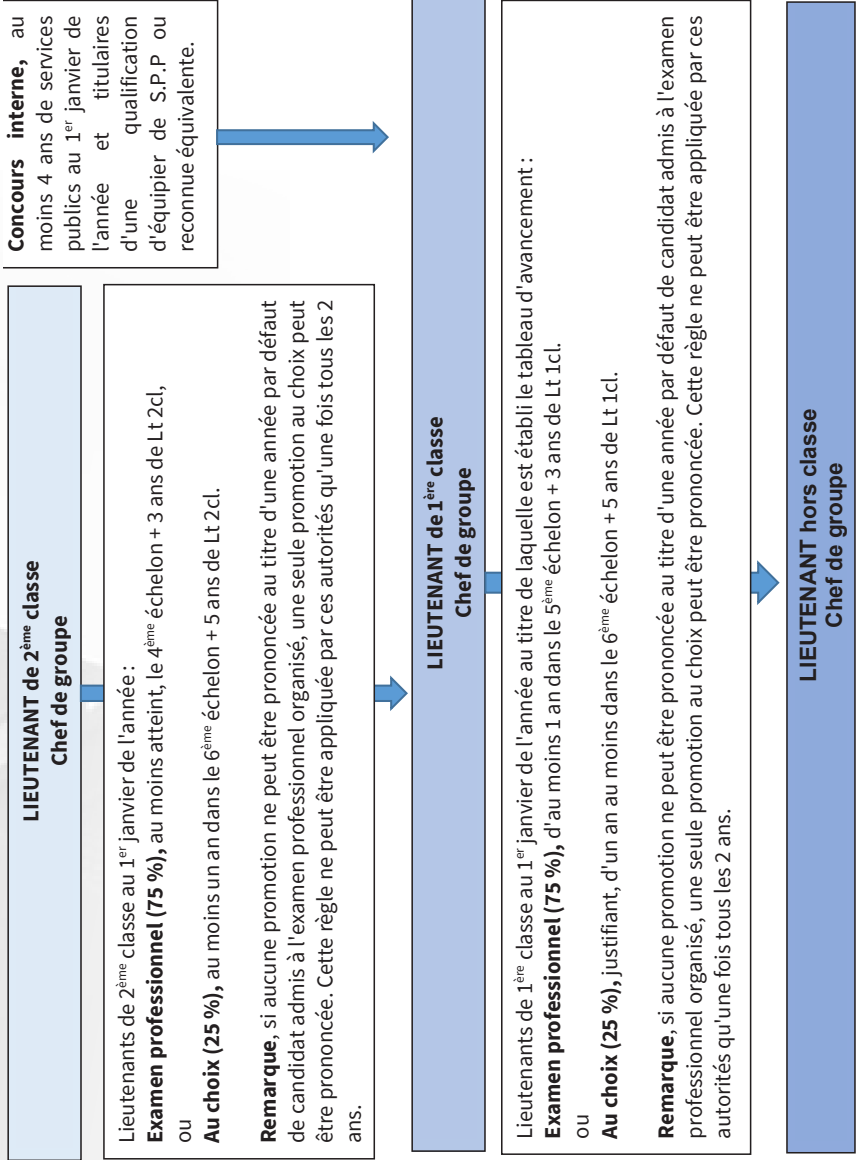 LIEUTENANT de 2ème classe
Chef de groupe
Concours interne, au
moins 4 ans de services
publics au 1er janvier de
l'année et titulaires
d'une qualification
d'équipier de S.P.P ou
reconnue équivalente.
Lieutenants de 2ème classe au 1er janvier de l'année :
Examen professionnel (75 %), au moins atteint, le 4ème échelon + 3 ans de Lt 2cl,
ou
Au choix (25 %), au moins un an dans le 6ème échelon + 5 ans de Lt 2cl.
Remarque, si aucune promotion ne peut être prononcée au titre d'une année par défaut
de candidat admis à l'examen professionnel organisé, une seule promotion au choix peut
être prononcée. Cette règle ne peut être appliquée par ces autorités qu'une fois tous les 2
ans.
LIEUTENANT de 1ère classe
Chef de groupe
Lieutenants de 1ère classe au 1er janvier de l'année au titre de laquelle est établi le tableau d'avancement :
Examen professionnel (75 %), d'au moins 1 an dans le 5ème échelon + 3 ans de Lt 1cl.
ou
Au choix (25 %), justifiant, d'un an au moins dans le 6ème échelon + 5 ans de Lt 1cl.
Remarque, si aucune promotion ne peut être prononcée au titre d'une année par défaut de candidat admis à l'examen
professionnel organisé, une seule promotion au choix peut être prononcée. Cette règle ne peut être appliquée par ces
autorités qu'une fois tous les 2 ans.
LIEUTENANT hors classe
Chef de groupe